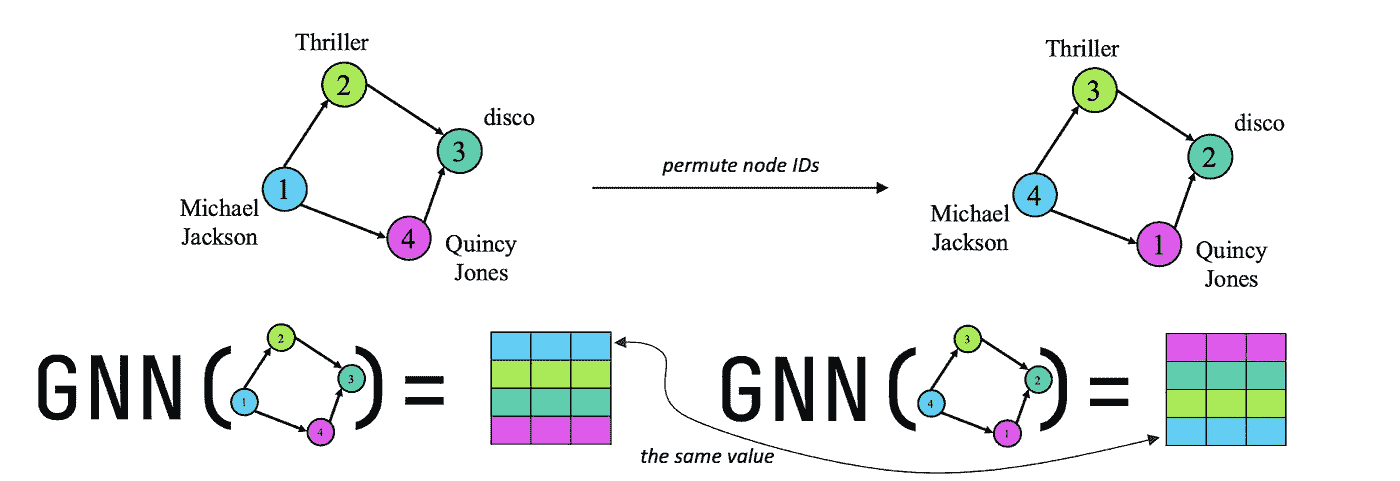 Thriller
2
disco
3
1
Michael
Jackson
4
Quincy
Jones
permute node IDs
Thriller
3
disco
2
4
Michael
Jackson
1
Quincy
Jones
GNN(
2
3
1
4
) =
the same value
GNN(
3
2
4
1
) =